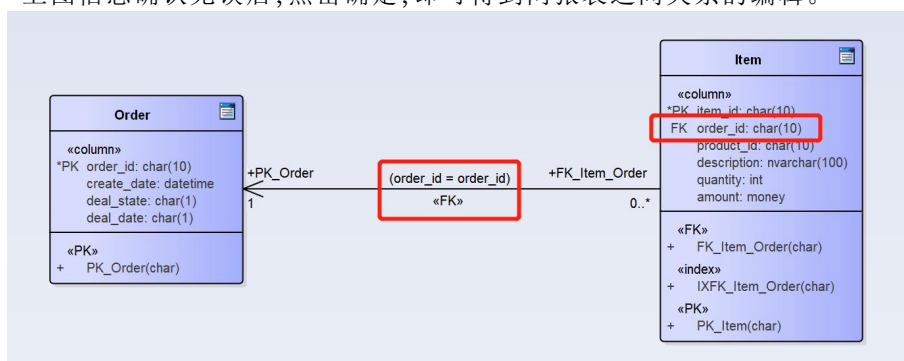 上图信息确认无误后,点击确定,即可得到两张表之间关系的编辑。
Order
«column»
*PK order_id: char(10)
create_date: datetime
deal_state: char(1)
deal_date: char(1)
«PK»
+ PK_Order(char)
+PK_Order
1
(order_id = order_id)
«FK»
+FK_Item_Order
0..*
Item
«column»
*PK item_id: char(10)
FK order_id: char(10)
product_id: char(10)
description: nvarchar(100)
quantity: int
amount: money
«FK»
+ FK_Item_Order(char)
«index»
+ IXFK_Item_Order(char)
«PK»
+ PK_Item(char)